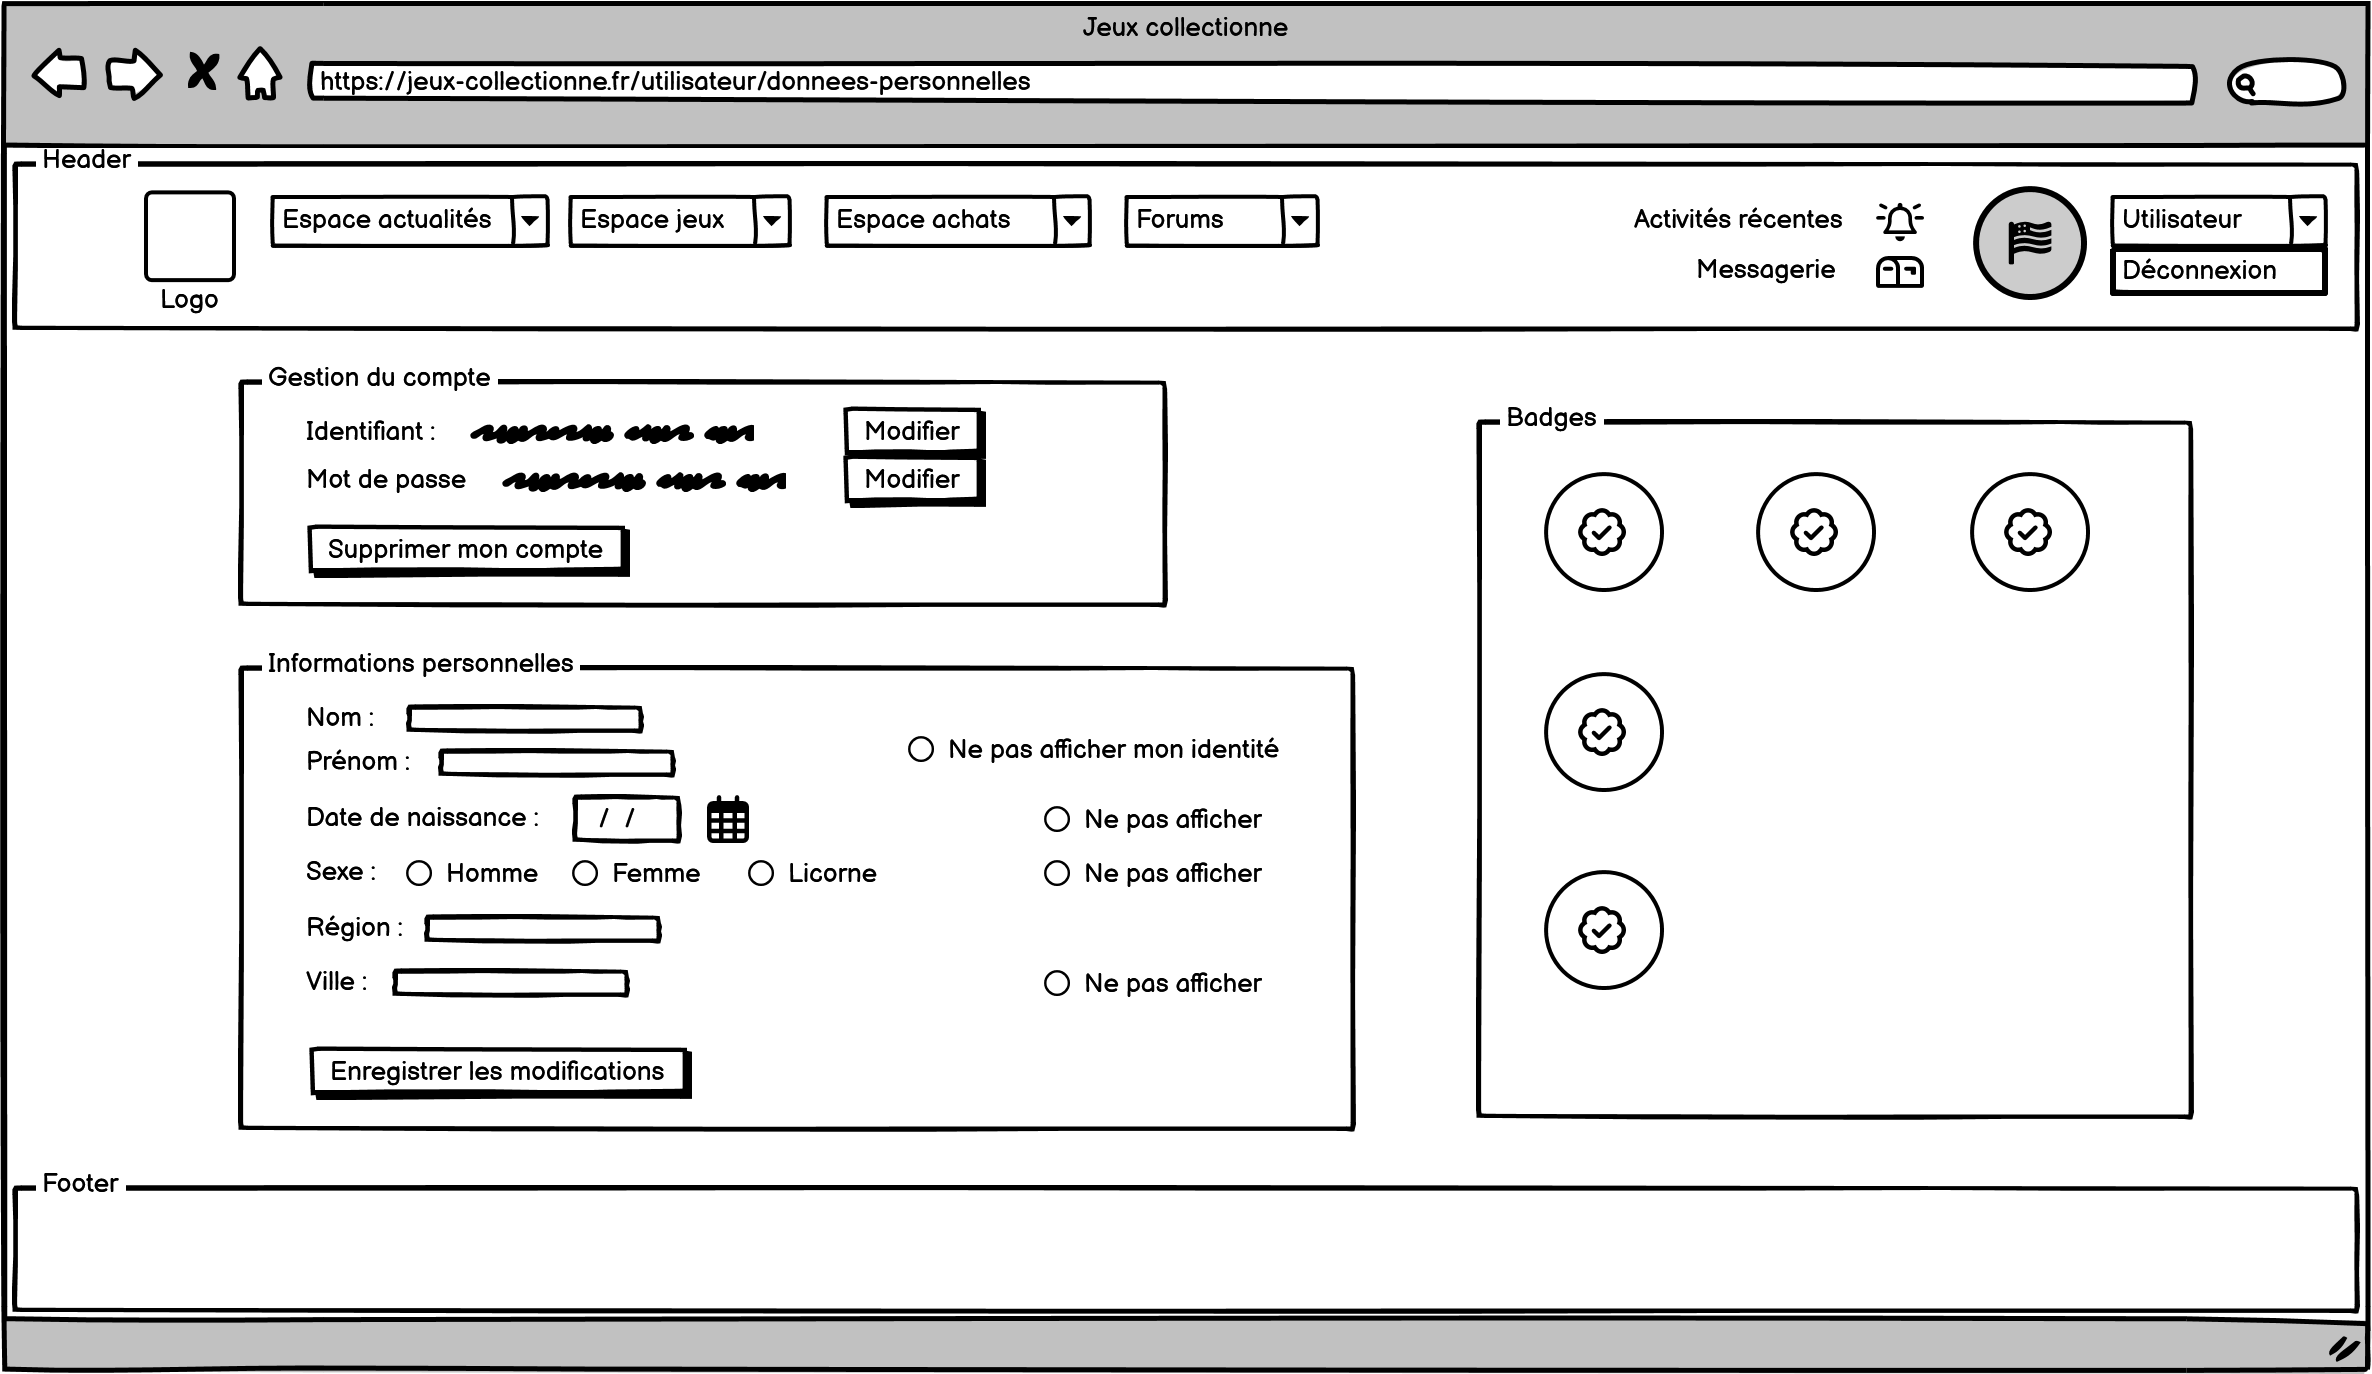 Jeux collectionne
https://jeux-collectionne.fr/utilisateur/donnees-personnelles
Header
Logo
Espace actualités
Espace jeux
Espace achats
Forums
Activités récentes
Messagerie
Utilisateur
Déconnexion
Gestion du compte
Identifiant : Modifier
Mot de passe Modifier
Supprimer mon compte
Informations personnelles
Nom :
Prénom :
Ne pas afficher mon identité
Date de naissance : / / Ne pas afficher
Sexe : Homme Femme Licorne Ne pas afficher
Région :
Ville : Ne pas afficher
Enregistrer les modifications
Badges
Footer